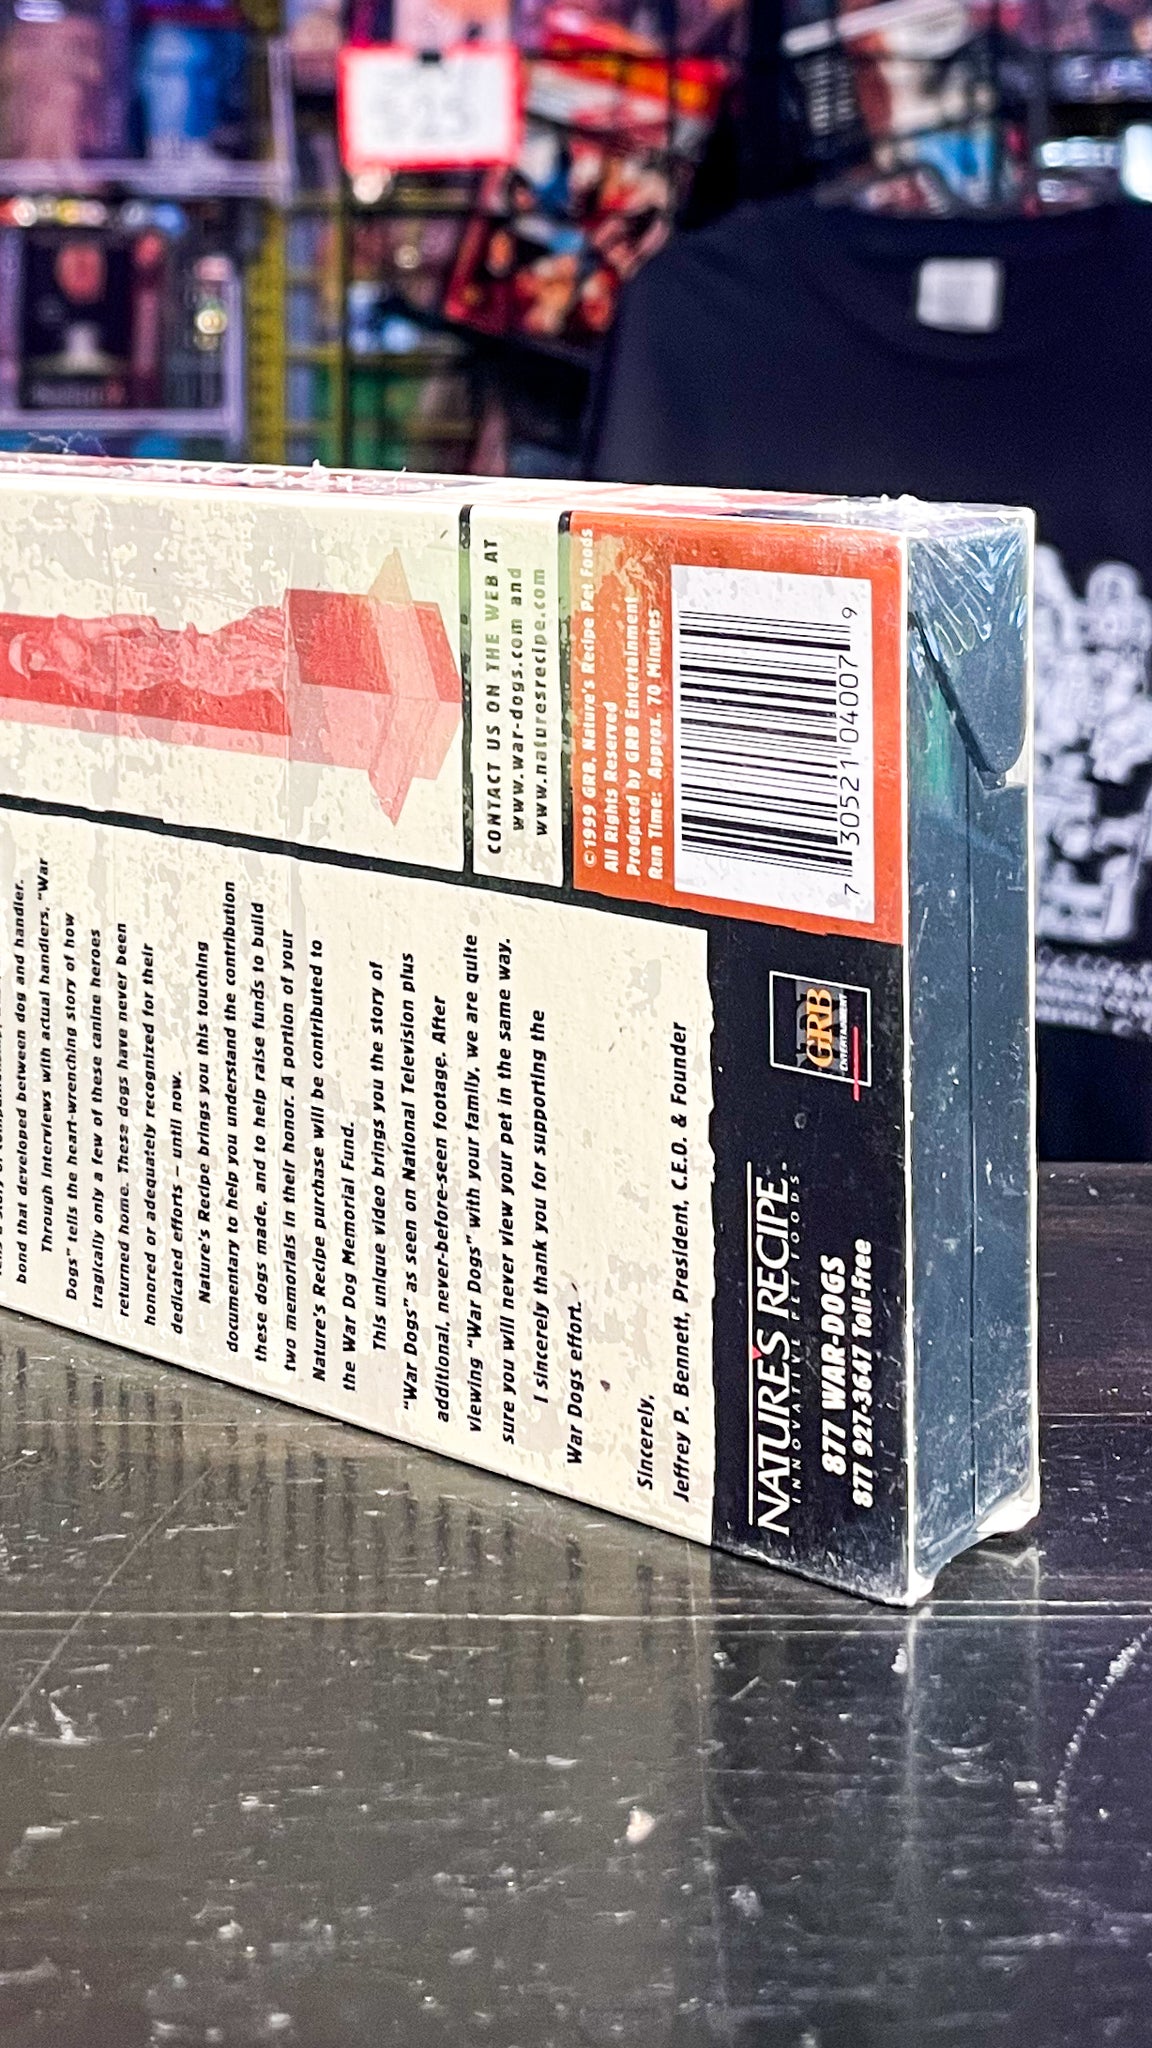 bond that developed between dog and handler.
Through interviews with actual handlers, "War
Dogs" tells the heart-wrenching story of how
tragically only a few of these canine heroes
returned home. These dogs have never been
honored or adequately recognized for their
dedicated efforts – until now.
Nature's Recipe brings you this touching
documentary to help you understand the contribution
these dogs made, and to help raise funds to build
two memorials in their honor. A portion of your
Nature's Recipe purchase will be contributed to
the War Dog Memorial Fund.
This unique video brings you the story of
"War Dogs" as seen on National Television plus
additional, never-before-seen footage. After
viewing "War Dogs" with your family, we are quite
sure you will never view your pet in the same way.
I sincerely thank you for supporting the
War Dogs effort.
Sincerely,
Jeffrey P. Bennett, President, C.E.O. & Founder
CONTACT US ON THE WEB AT
www.war-dogs.com and
www.naturesrecipe.com
©1999 GRB, Nature's Recipe Pet Foods
All Rights Reserved
Produced by GRB Entertainment
Run Time: Approx. 70 Minutes
7 30521 04007 9
NATURE'S RECIPE
INNOVATIVE PET FOODS
877 WAR-DOGS
877 927-3647 Toll-free
GRB
ENTERTAINMENT
$25